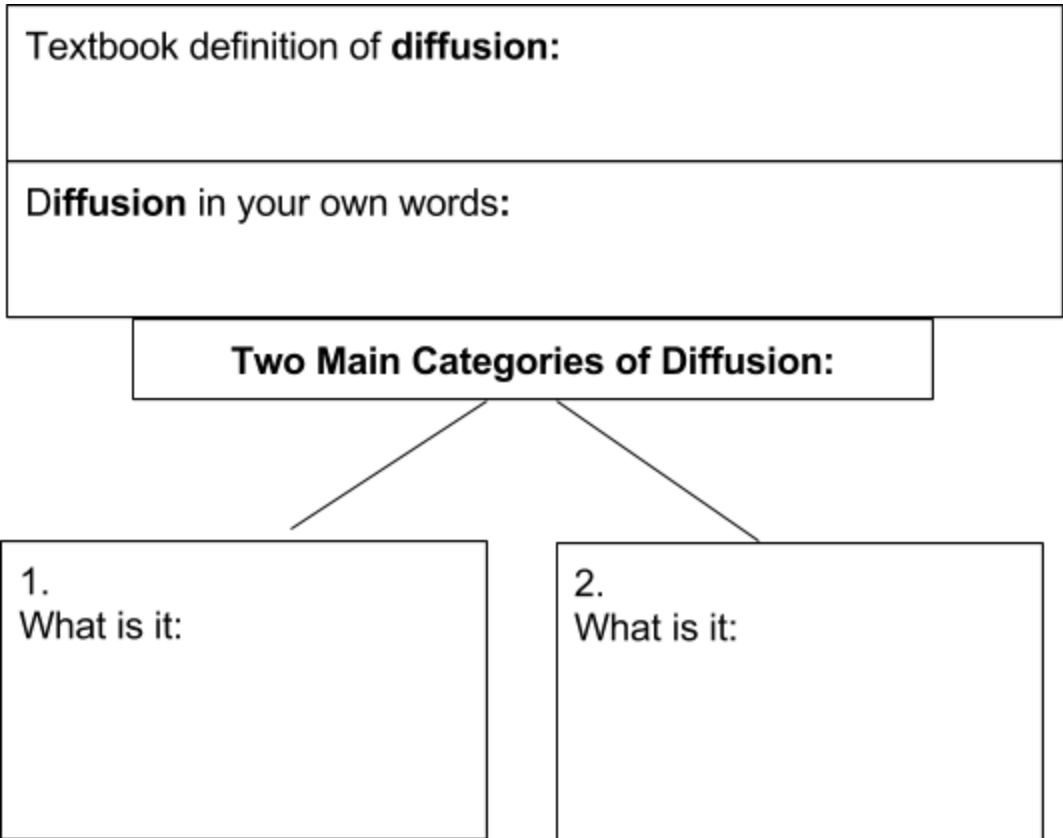 Textbook definition of diffusion:
Diffusion in your own words:
Two Main Categories of Diffusion:
1.
What is it:
2.
What is it: